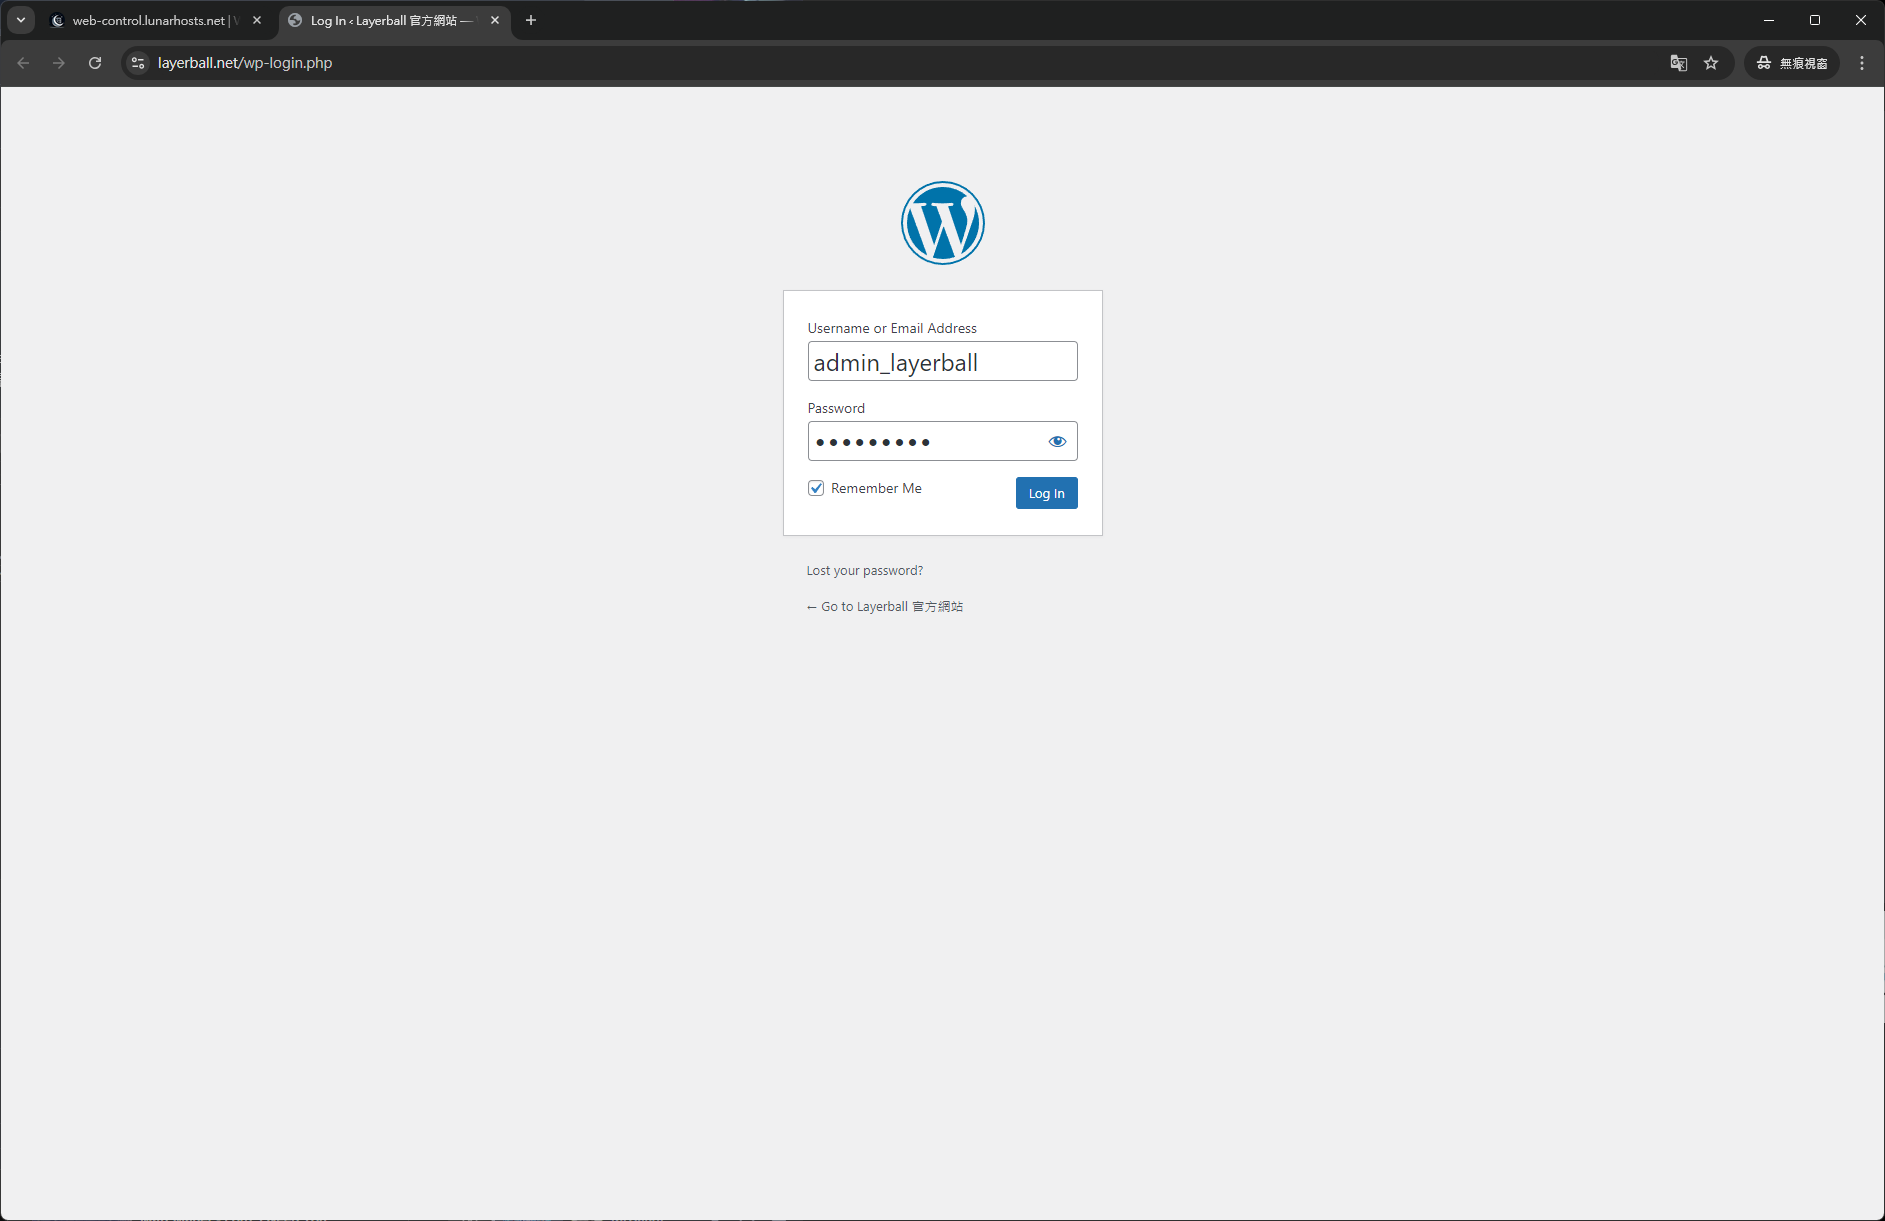 web-control.lunarhosts.net |
Log In ‹ Layerball 官方網站 —
layerball.net/wp-login.php
無痕視窗
Username or Email Address
admin_layerball
Password
Remember Me
Log In
Lost your password?
← Go to Layerball 官方網站